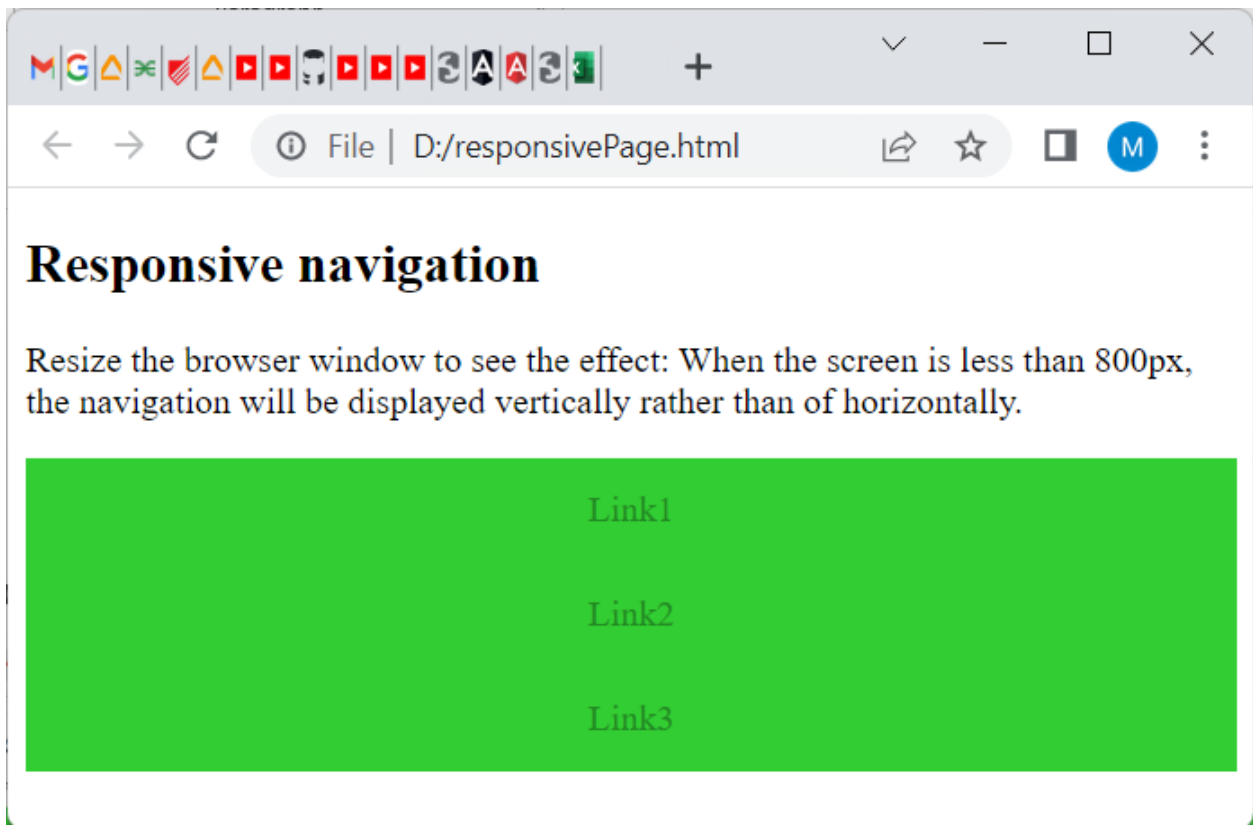 File | D:/responsivePage.html
M
Responsive navigation
Resize the browser window to see the effect: When the screen is less than 800px,
the navigation will be displayed vertically rather than of horizontally.
Link1
Link2
Link3